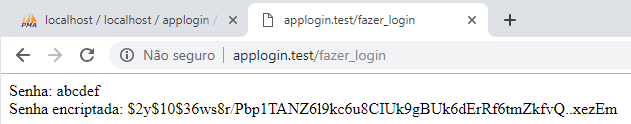 localhost / localhost / applogin /
applogin.test/fazer_login
Não seguro | applogin.test/fazer_login
Senha: abcdef
Senha encriptada: $2y$10$36ws8r/Pbp1TANZ6l9kc6u8CIUk9gBUk6dErRf6tmZkfvQ..xezEm